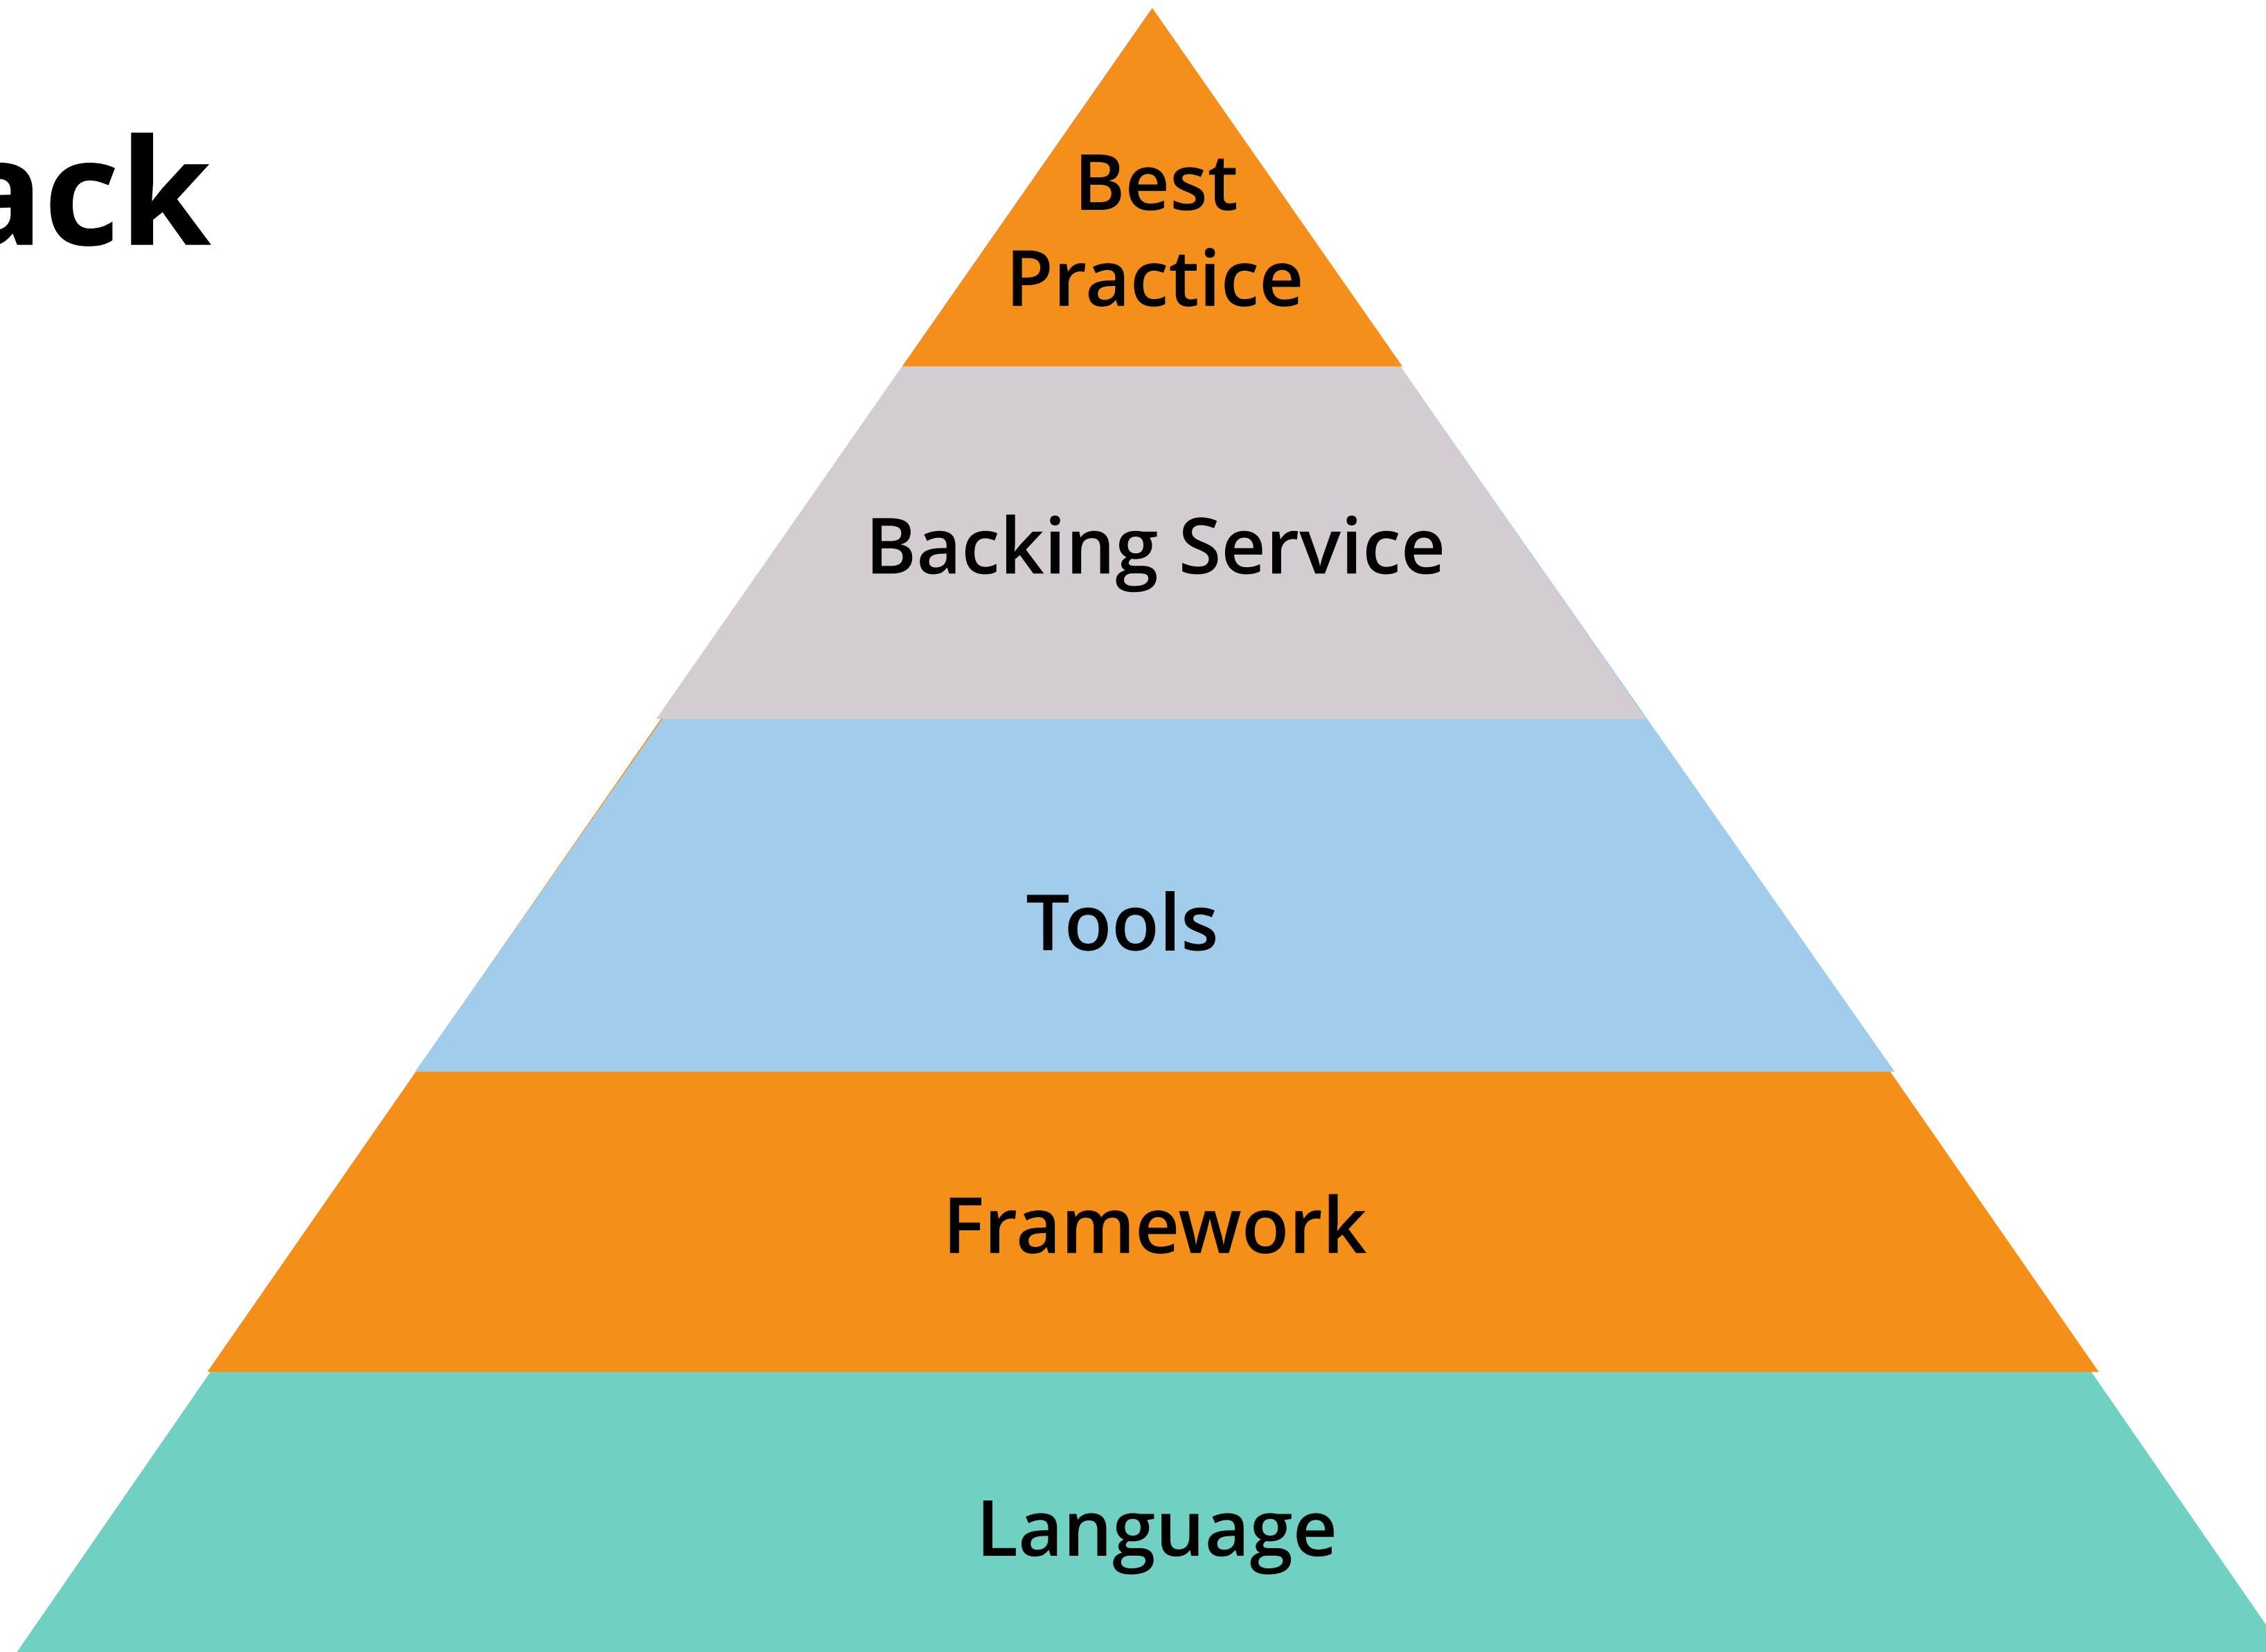 ack
Best
Practice
Backing Service
Tools
Framework
Language